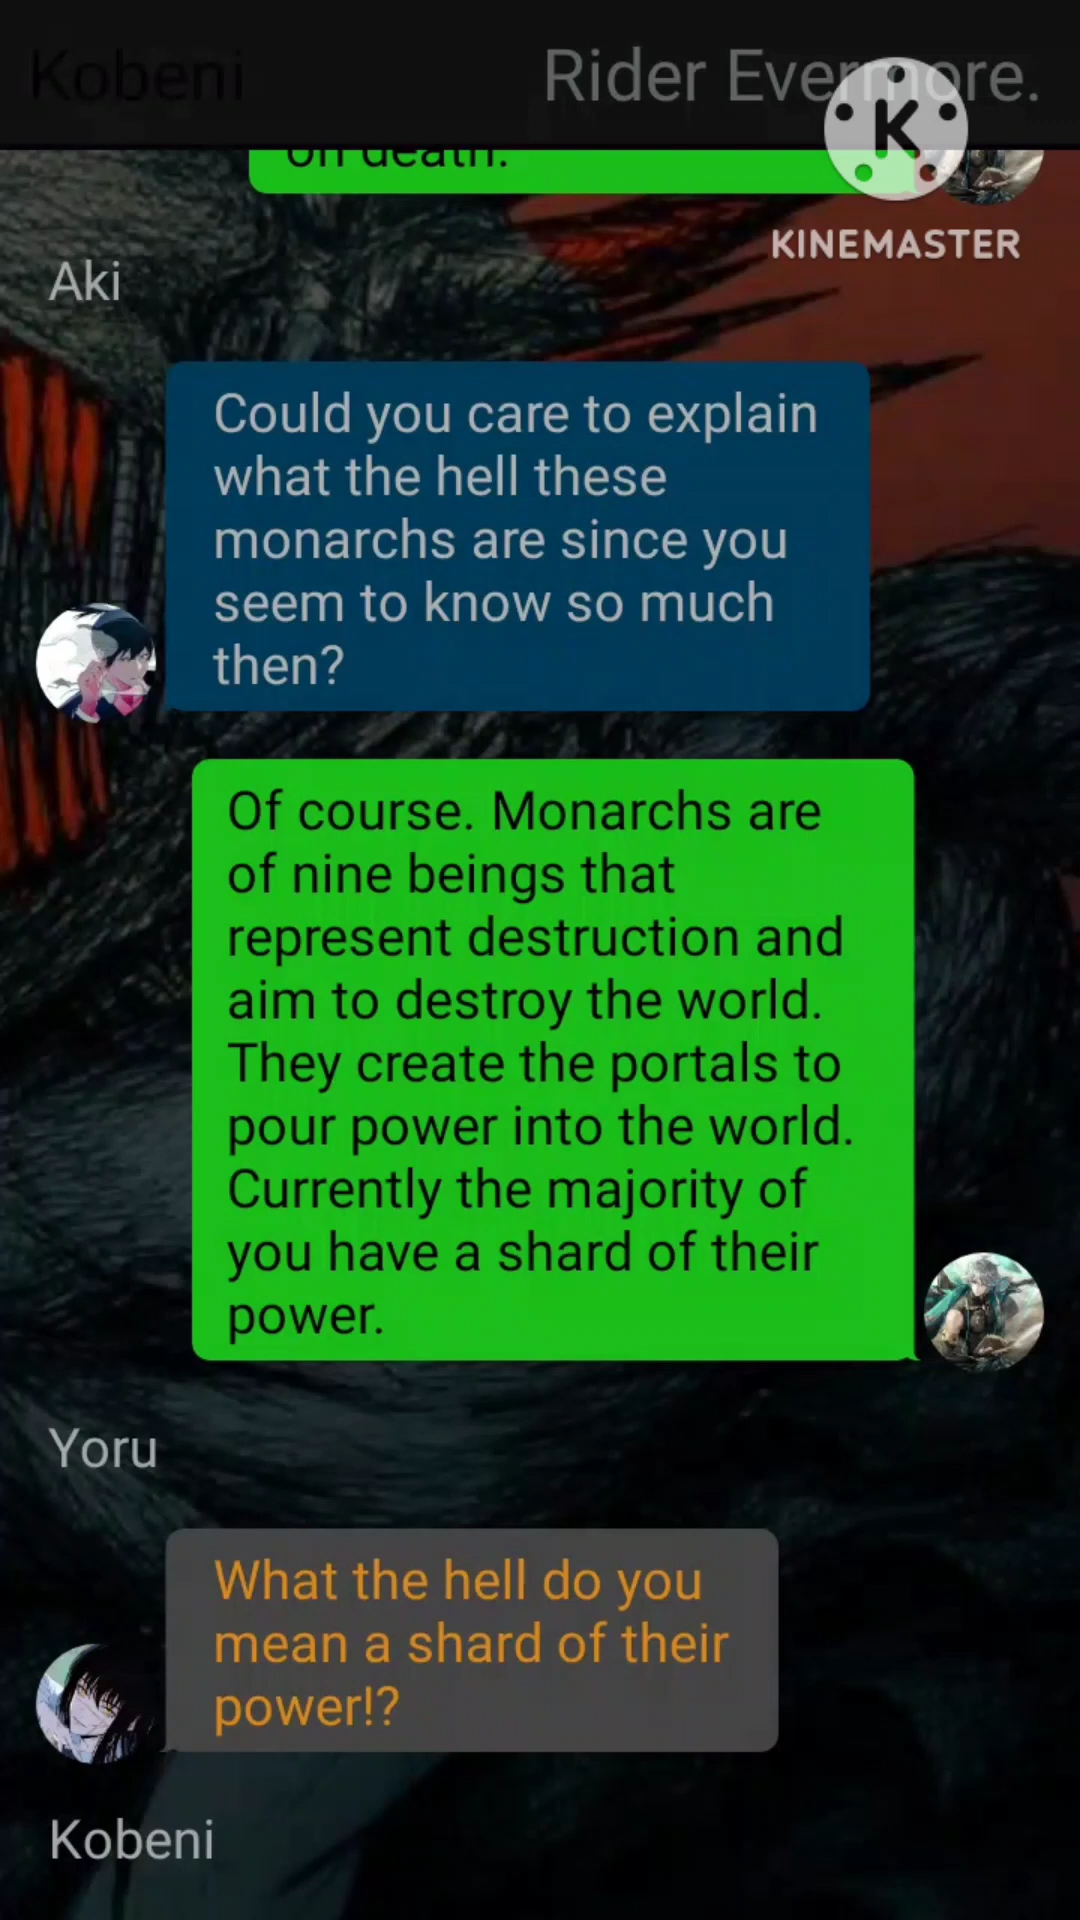 Kobeni
Rider Evermore.
on death.
K
KINEMASTER
Aki
Could you care to explain
what the hell these
monarchs are since you
seem to know so much
then?
Of course. Monarchs are
of nine beings that
represent destruction and
aim to destroy the world.
They create the portals to
pour power into the world.
Currently the majority of
you have a shard of their
power.
Yoru
What the hell do you
mean a shard of their
power!?
Kobeni